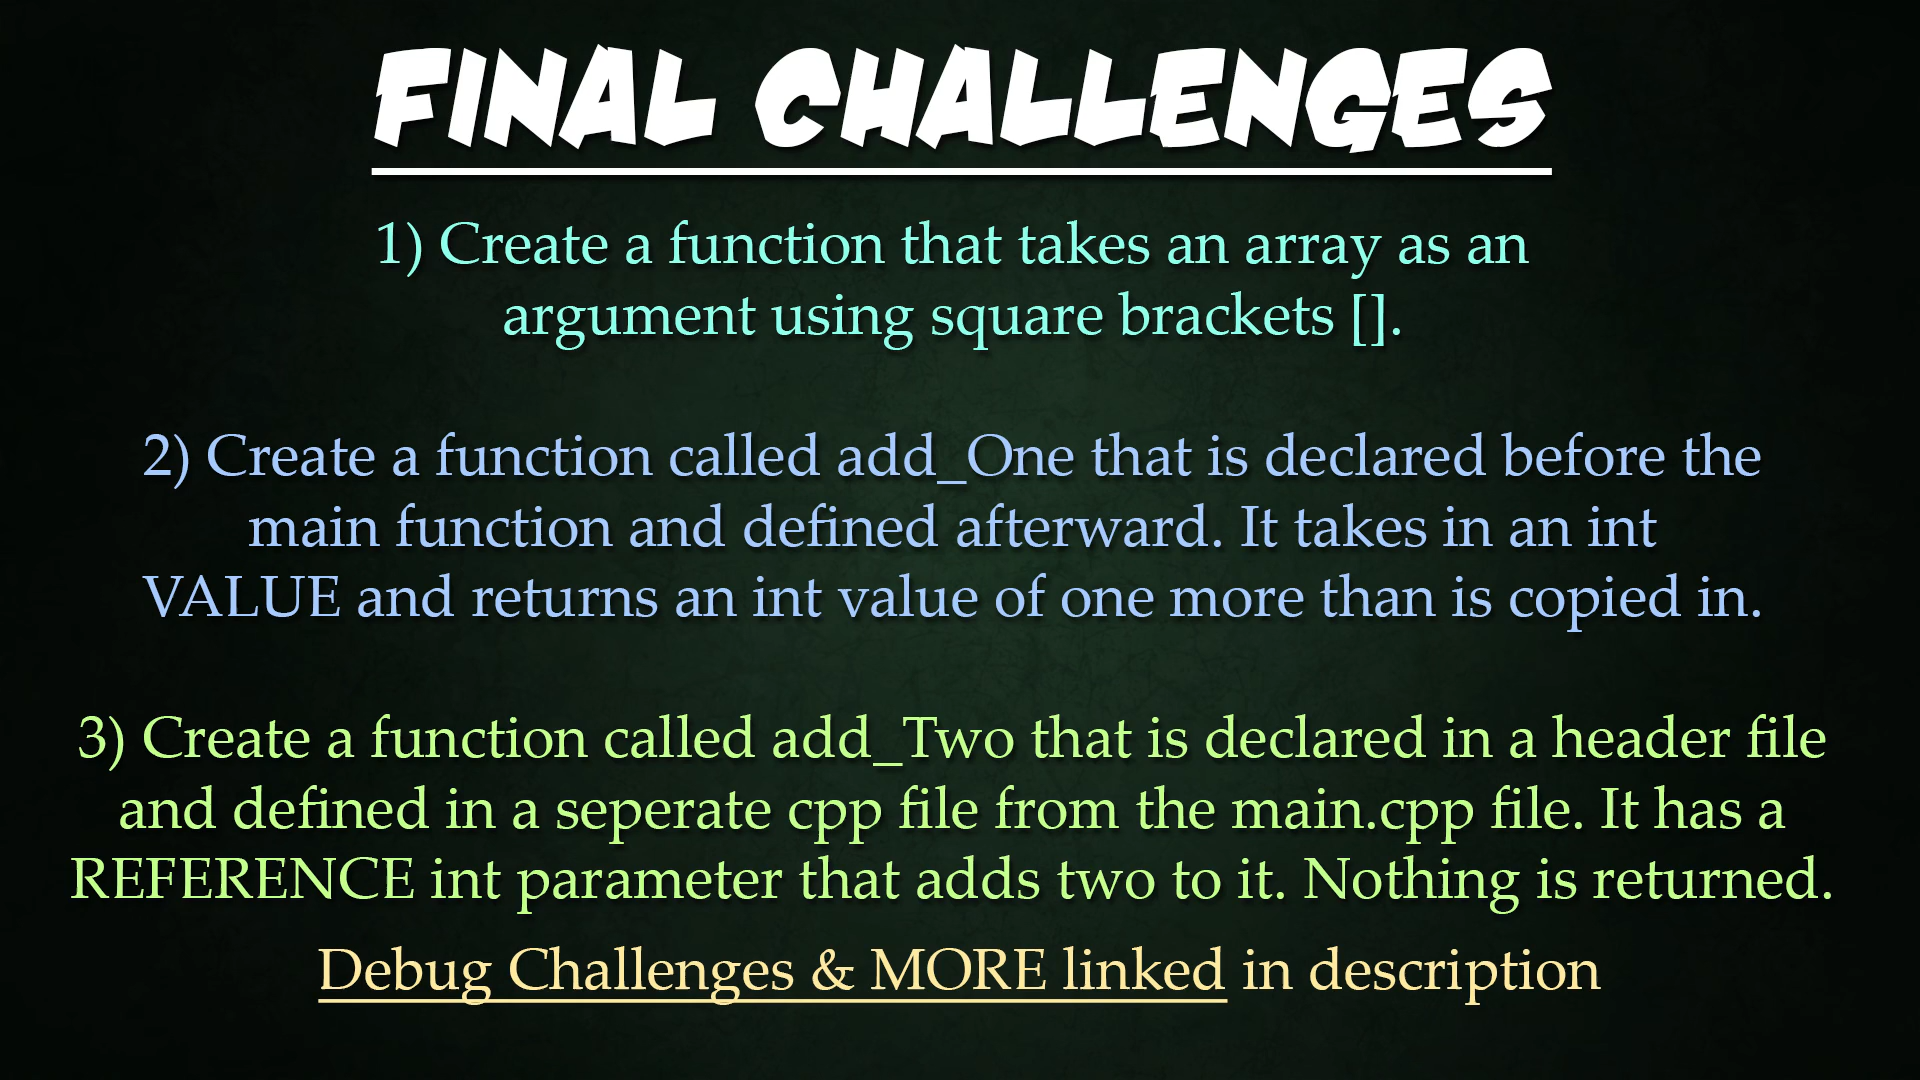 FINAL CHALLENGES
1) Create a function that takes an array as an
argument using square brackets [].
2) Create a function called add_One that is declared before the
main function and defined afterward. It takes in an int
VALUE and returns an int value of one more than is copied in.
3) Create a function called add_Two that is declared in a header file
and defined in a seperate cpp file from the main.cpp file. It has a
REFERENCE int parameter that adds two to it. Nothing is returned.
Debug Challenges & MORE linked in description